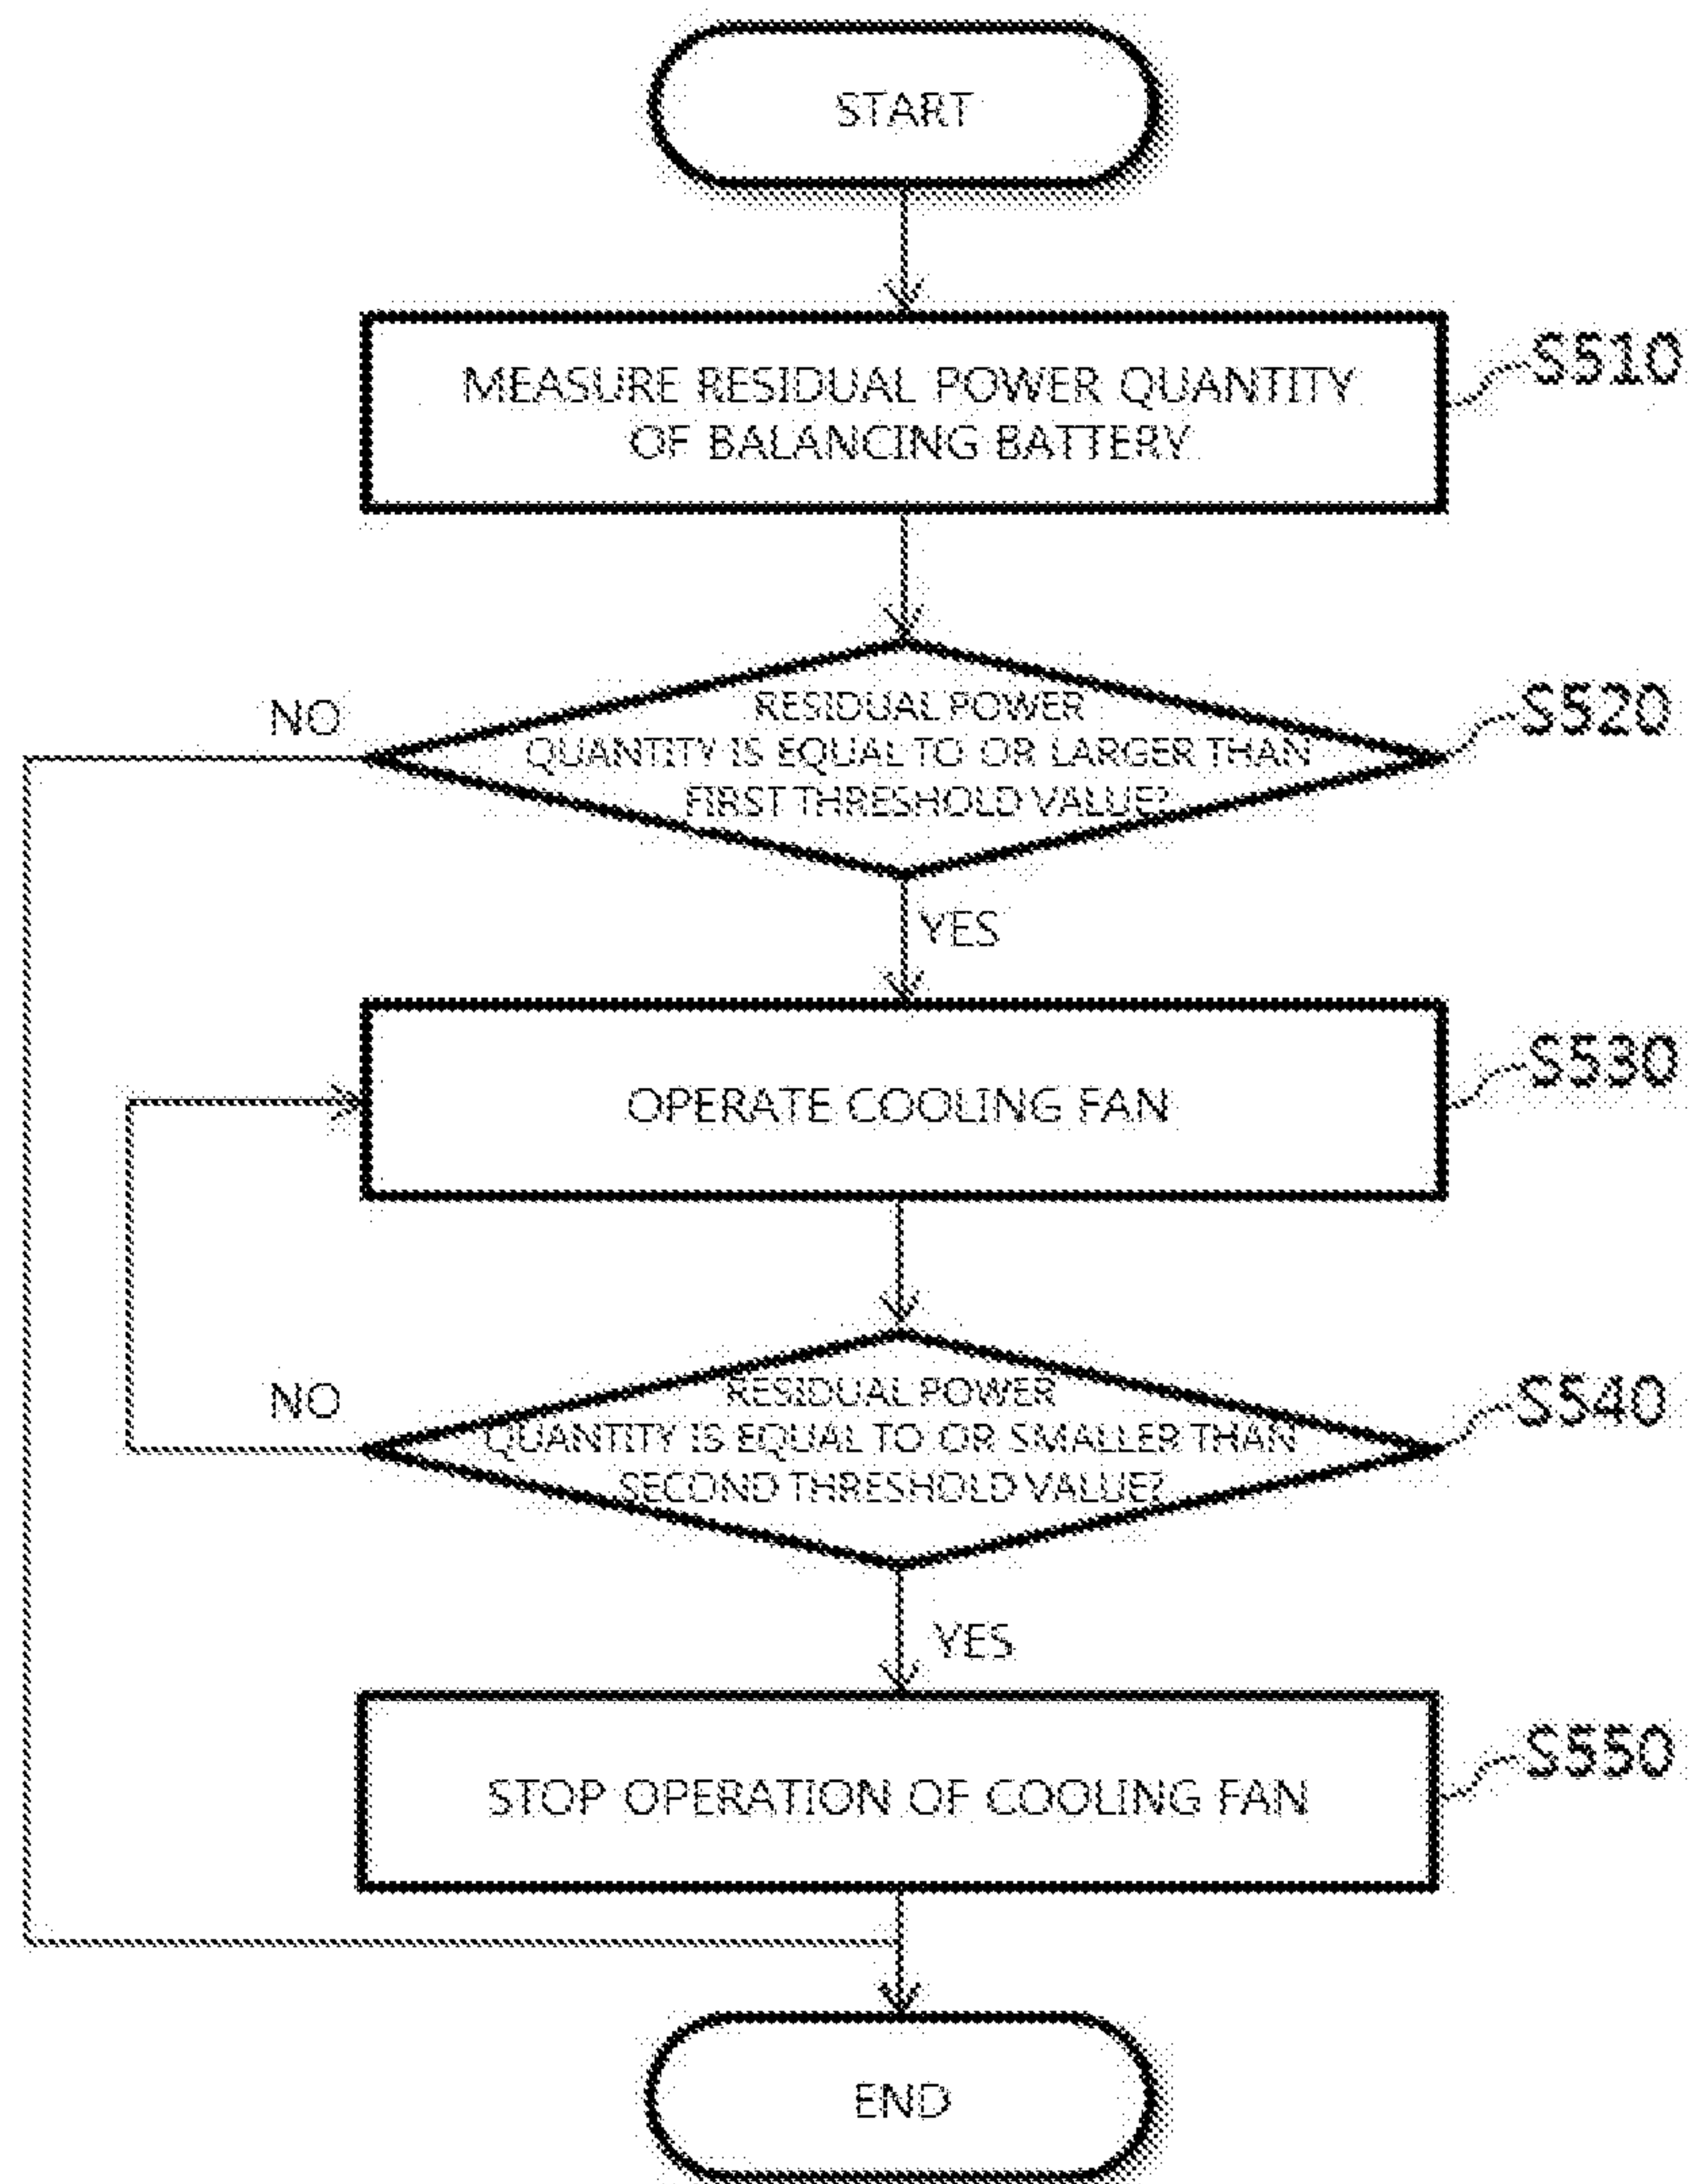 START
MEASURE RESIDUAL POWER QUANTITY
OF BALANCING BATTERY
S510
RESIDUAL POWER
QUANTITY IS EQUAL TO OR LARGER THAN
FIRST THRESHOLD VALUE?
S520
NO
YES
OPERATE COOLING FAN
S530
RESIDUAL POWER
QUANTITY IS EQUAL TO OR SMALLER THAN
SECOND THRESHOLD VALUE?
S540
NO
YES
STOP OPERATION OF COOLING FAN
S550
END